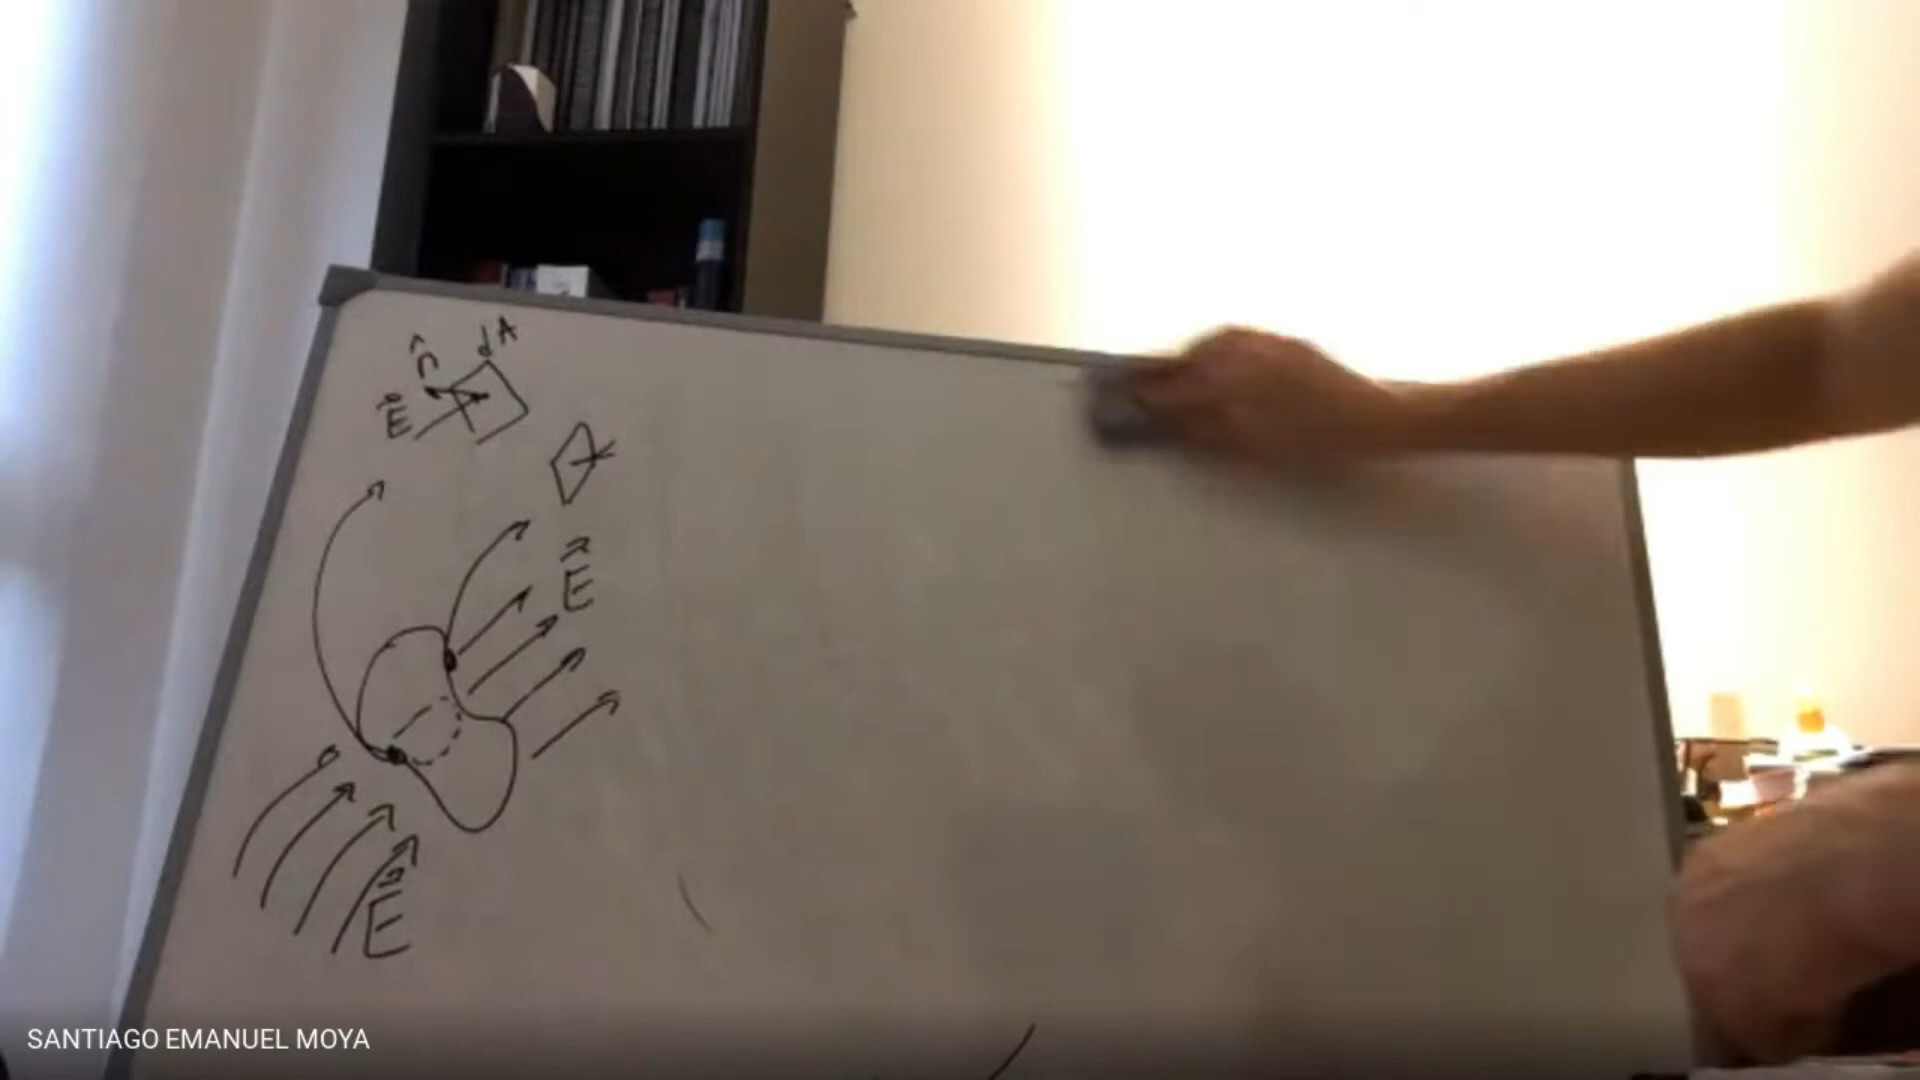 dA
n̂
E⃗
E⃗
E⃗
SANTIAGO EMANUEL MOYA